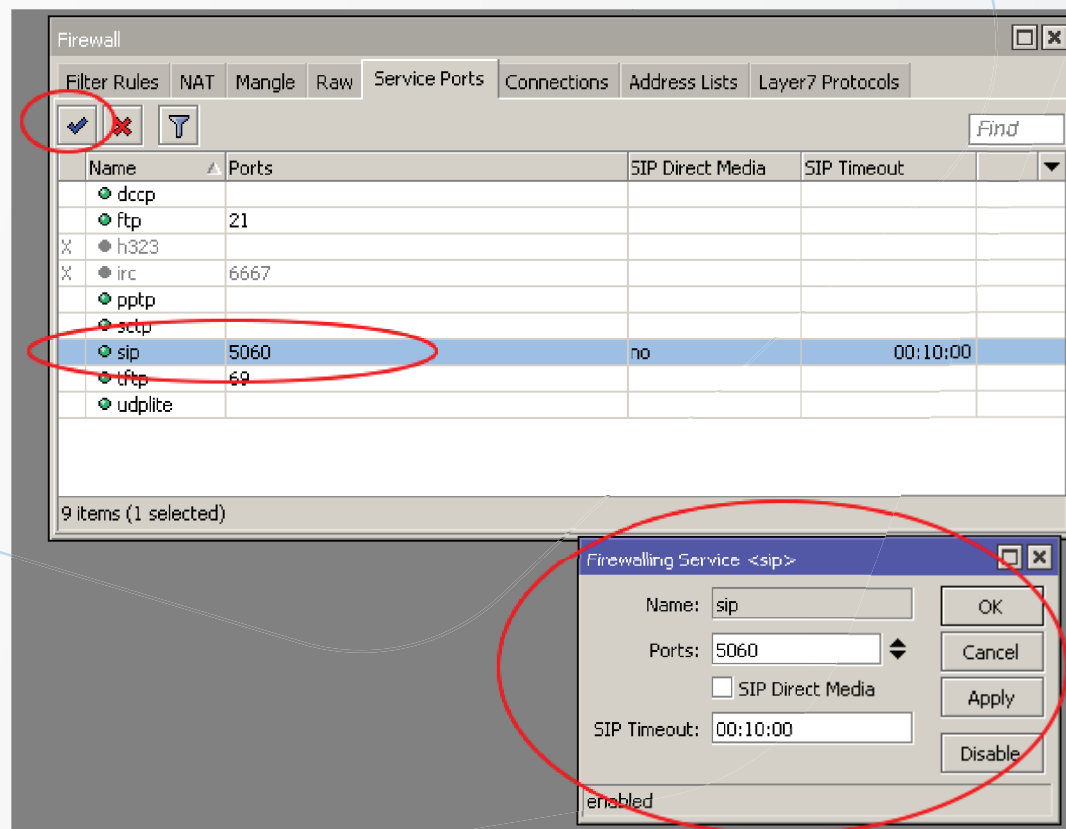 Firewall
Filter Rules NAT Mangle Raw Service Ports Connections Address Lists Layer7 Protocols
Find
Name Ports SIP Direct Media SIP Timeout
dccp
ftp 21
X h323
X irc 6667
pptp
sctp
sip 5060 no 00:10:00
tftp 69
udplite
9 items (1 selected)
Firewalling Service <sip>
Name: sip OK
Ports: 5060 Cancel
SIP Direct Media Apply
SIP Timeout: 00:10:00
Disable
enabled